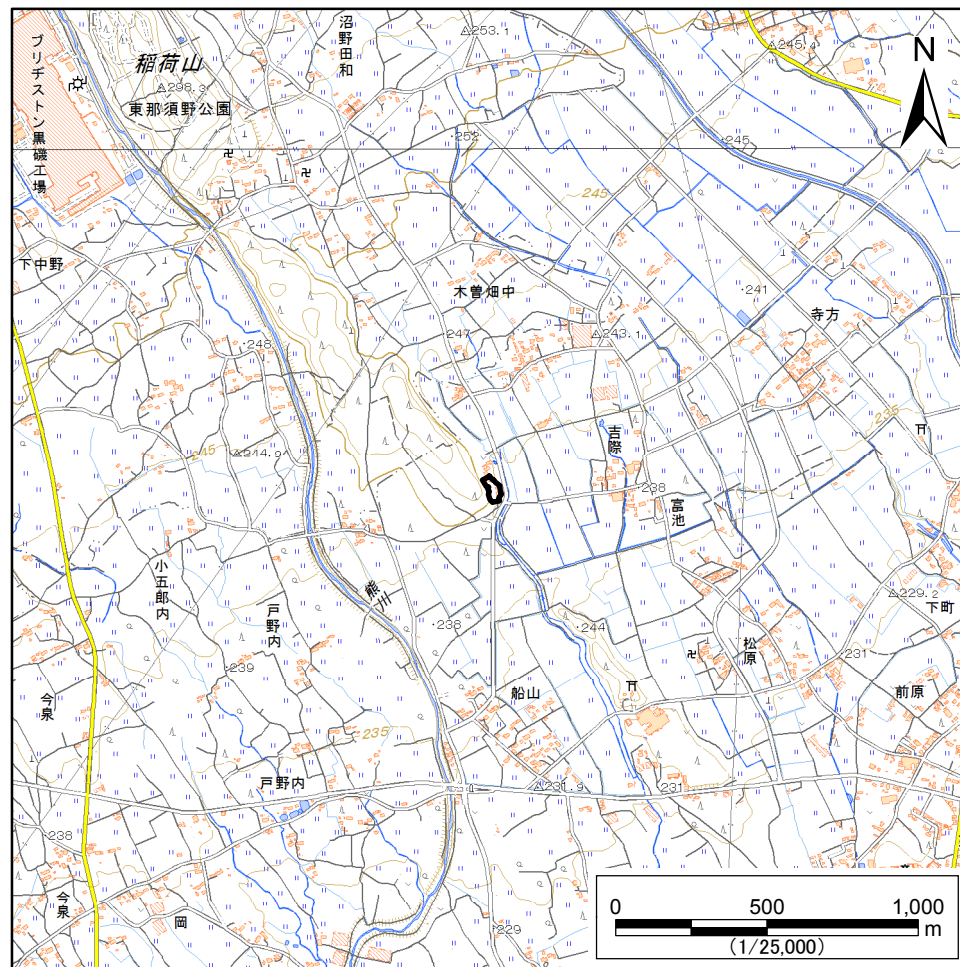 沼野田和
253.1
245.4
ブリヂストン黒磯工場
稲荷山
298.3
東那須野公園
N
252
245
245
下中野
木曽畑中
241
寺方
247
243.1
248
235
244.9
245
吉際
238
富池
小五郎内
戸野内
熊川
238
244
229.2
下町
松原
231
239
今泉
船山
前原
235
戸野内
231.9
231
238
今泉
岡
229
0 500 1,000
m
(1/25,000)